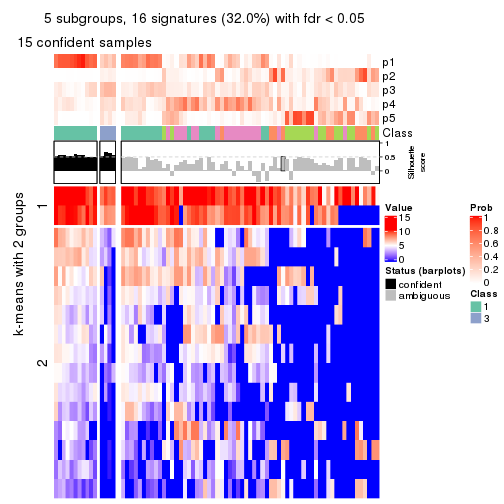 5 subgroups, 16 signatures (32.0%) with fdr < 0.05
15 confident samples
p1
p2
p3
p4
p5
Class
1
0.5
0
Silhouette
score
k-means with 2 groups
1
2
Value
15
10
5
0
Status (barplots)
confident
ambiguous
Prob
1
0.8
0.6
0.4
0.2
0
Class
1
3